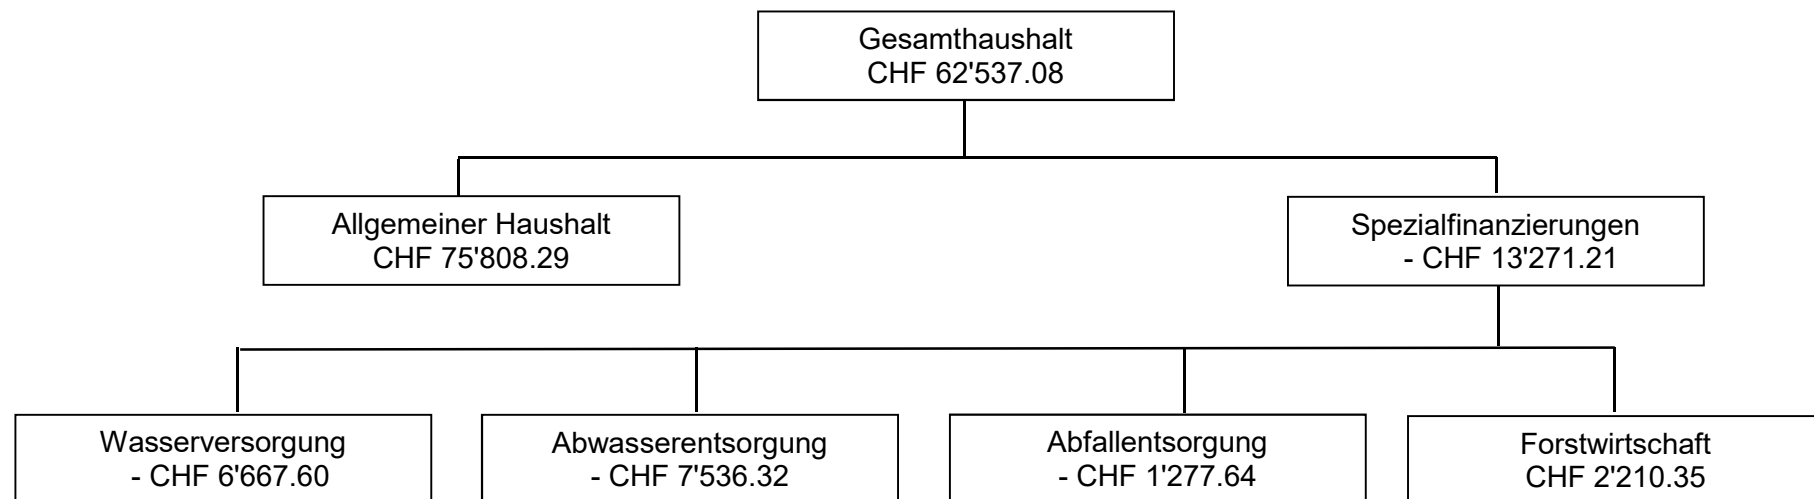 Gesamthaushalt
CHF 62'537.08
Allgemeiner Haushalt
CHF 75'808.29
Spezialfinanzierungen
- CHF 13'271.21
Wasserversorgung
- CHF 6'667.60
Abwasserentsorgung
- CHF 7'536.32
Abfallentsorgung
- CHF 1'277.64
Forstwirtschaft
CHF 2'210.35